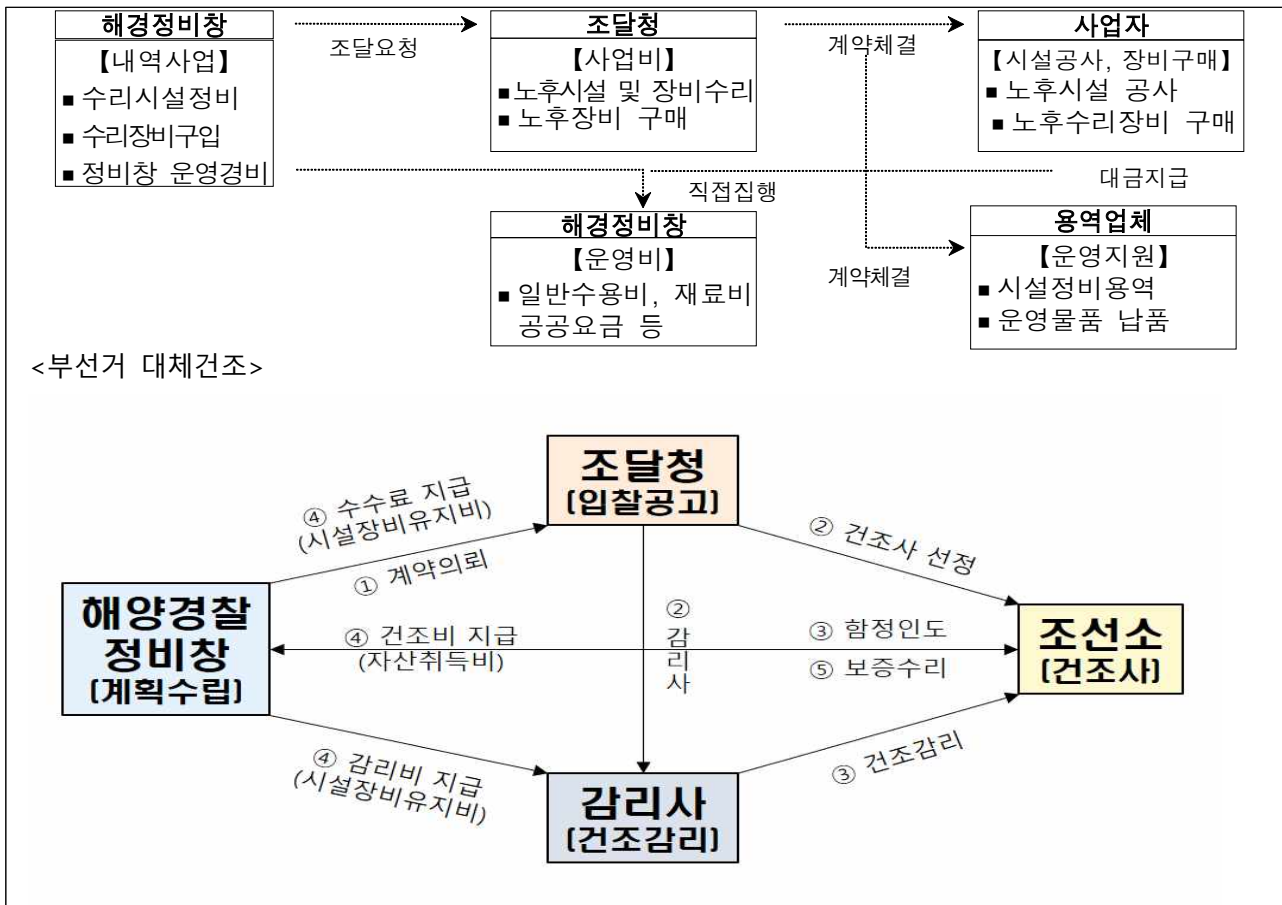 해경정비창
【내역사업】
■ 수리시설정비
■ 수리장비구입
■ 정비창 운영경비
조달요청
조달청
【사업비】
■ 노후시설 및 장비수리
■ 노후장비 구매
계약체결
사업자
【시설공사, 장비구매】
■ 노후시설 공사
■ 노후수리장비 구매
직접집행
대금지급
해경정비창
【운영비】
■ 일반수용비, 재료비
공공요금 등
계약체결
용역업체
【운영지원】
■ 시설정비용역
■ 운영물품 납품
<부선거 대체건조>
조달청
(입찰공고)
④ 수수료 지급
(시설장비유지비)
① 계약의뢰
② 건조사 선정
해양경찰
정비창
(계획수립)
④ 건조비 지급
(자산취득비)
②
감
리
사
③ 함정인도
⑤ 보증수리
조선소
(건조사)
④ 감리비 지급
(시설장비유지비)
③ 건조감리
감리사
(건조감리)